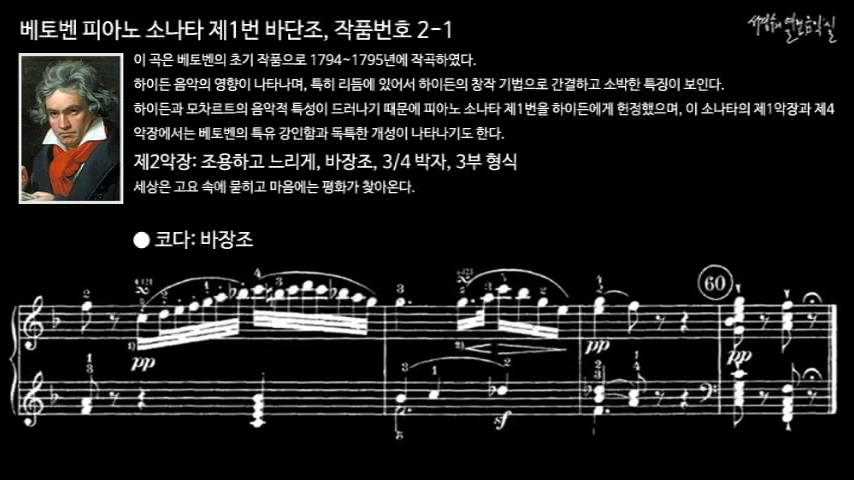 베토벤 피아노 소나타 제1번 바단조, 작품번호 2-1
이 곡은 베토벤의 초기 작품으로 1794~1795년에 작곡하였다.
하이든 음악의 영향이 나타나며, 특히 리듬에 있어서 하이든의 창작 기법으로 간결하고 소박한 특징이 보인다.
하이든과 모차르트의 음악적 특성이 드러나기 때문에 피아노 소나타 제1번을 하이든에게 헌정했으며, 이 소나타의 제1악장과 제4
악장에서는 베토벤의 특유 강인함과 독특한 개성이 나타나기도 한다.
제2악장: 조용하고 느리게, 바장조, 3/4 박자, 3부 형식
세상은 고요 속에 묻히고 마음에는 평화가 찾아온다.
● 코다: 바장조
60
pp
pp
pp
sf